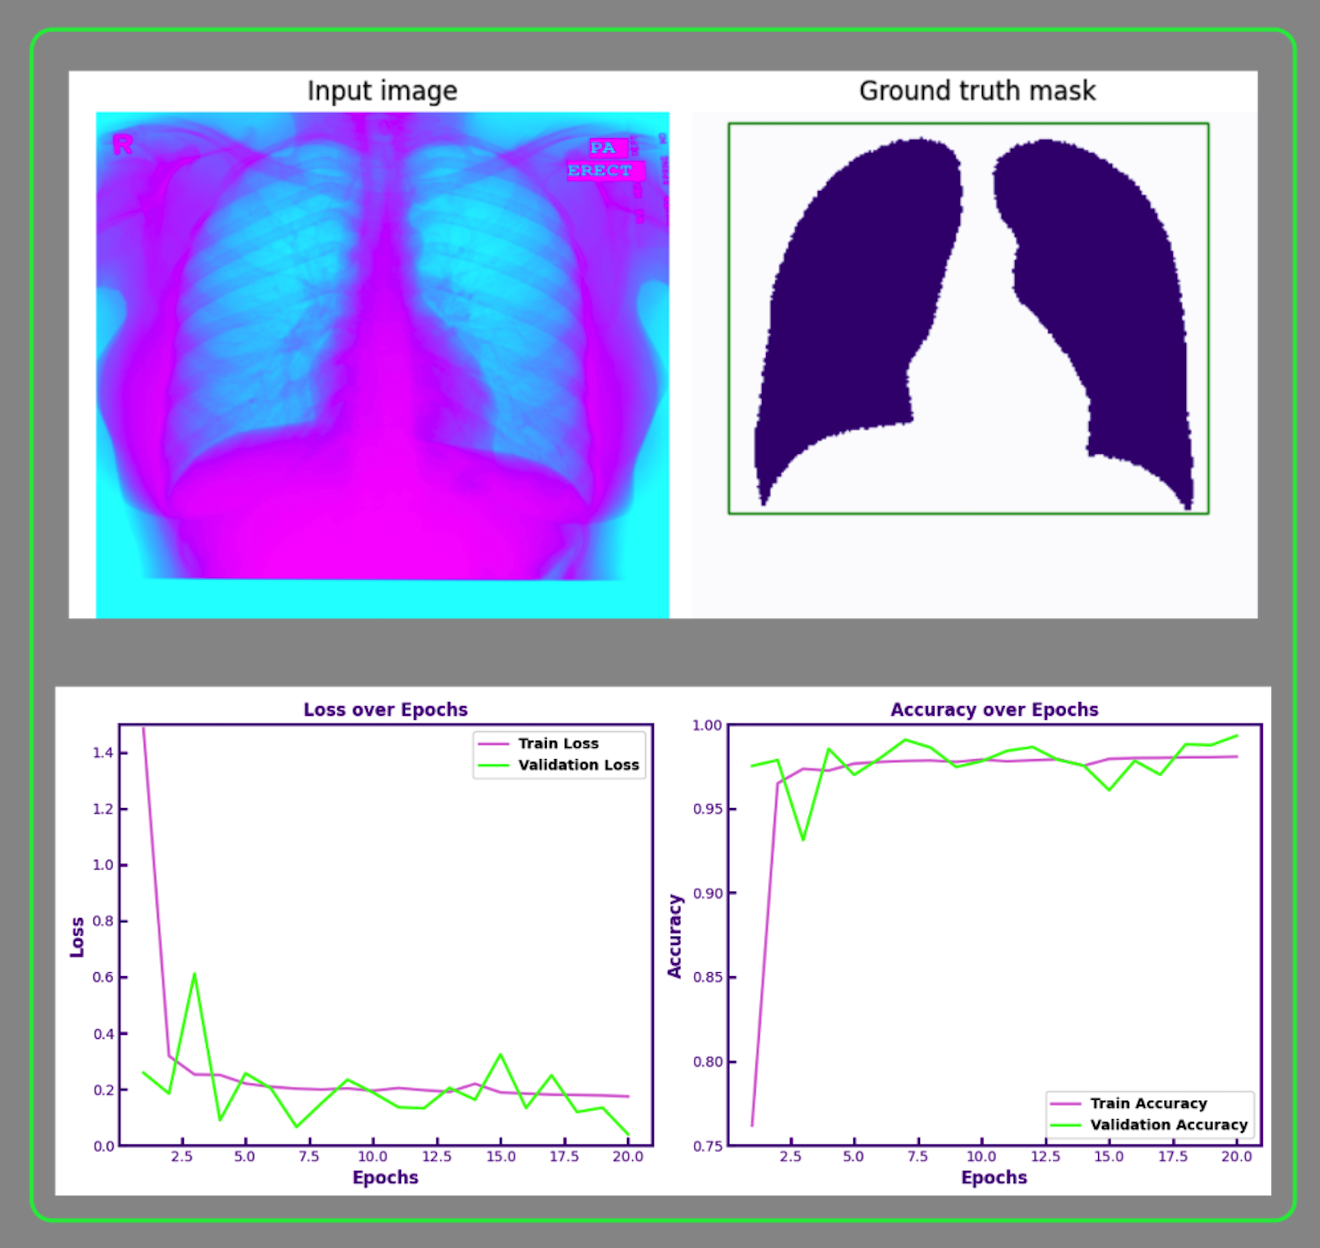 Input image
Ground truth mask
R
PA
ERECT
Loss over Epochs
Train Loss
Validation Loss
1.4
1.2
1.0
0.8
0.6
0.4
0.2
0.0
Loss
2.5 5.0 7.5 10.0 12.5 15.0 17.5 20.0
Epochs
Accuracy over Epochs
1.00
0.95
0.90
0.85
0.80
0.75
Accuracy
Train Accuracy
Validation Accuracy
2.5 5.0 7.5 10.0 12.5 15.0 17.5 20.0
Epochs